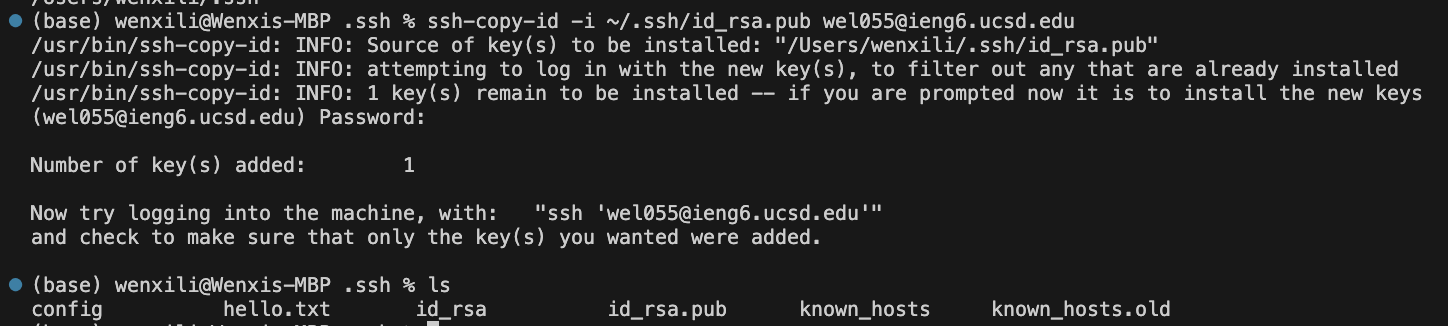 (base) wenxili@Wenxis-MBP .ssh % ssh-copy-id -i ~/.ssh/id_rsa.pub wel055@ieng6.ucsd.edu
/usr/bin/ssh-copy-id: INFO: Source of key(s) to be installed: "/Users/wenxili/.ssh/id_rsa.pub"
/usr/bin/ssh-copy-id: INFO: attempting to log in with the new key(s), to filter out any that are already installed
/usr/bin/ssh-copy-id: INFO: 1 key(s) remain to be installed -- if you are prompted now it is to install the new keys
(wel055@ieng6.ucsd.edu) Password:
Number of key(s) added:        1
Now try logging into the machine, with:   "ssh 'wel055@ieng6.ucsd.edu'"
and check to make sure that only the key(s) you wanted were added.
(base) wenxili@Wenxis-MBP .ssh % ls
config          hello.txt       id_rsa          id_rsa.pub      known_hosts     known_hosts.old